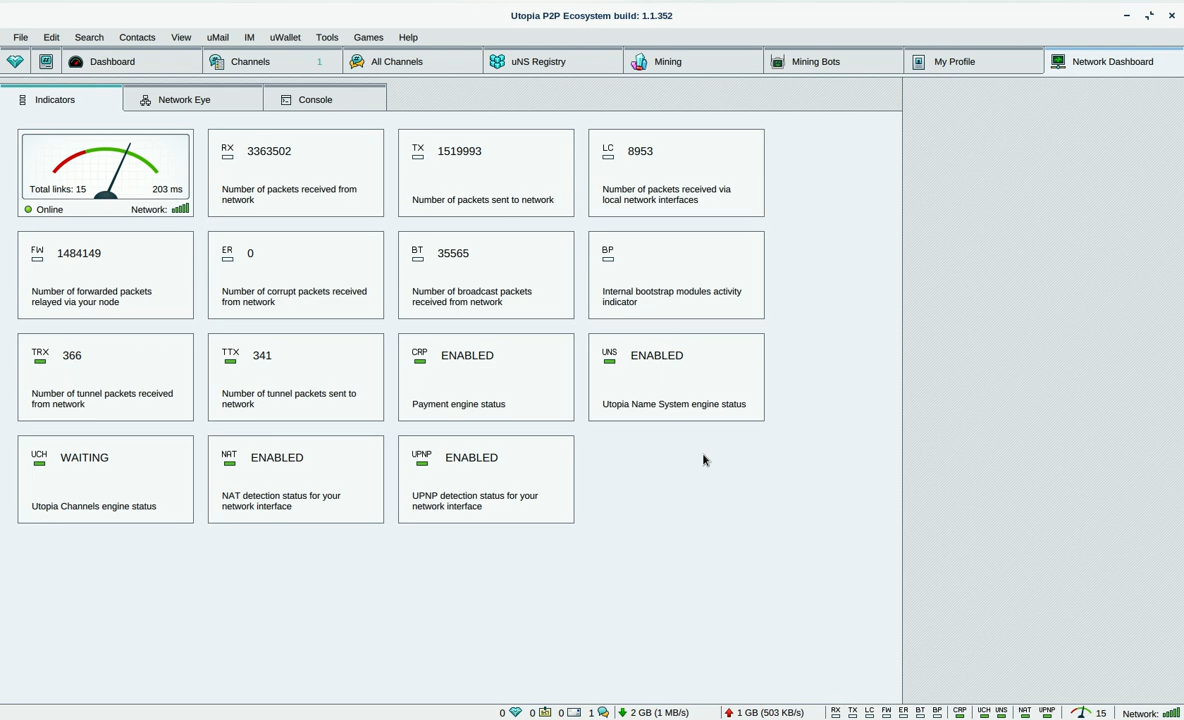 Utopia P2P Ecosystem build: 1.1.352
File Edit Search Contacts View uMail IM uWallet Tools Games Help
Dashboard Channels 1 All Channels uNS Registry Mining Mining Bots My Profile Network Dashboard
Indicators Network Eye Console
Total links: 15 203 ms
Online Network:
RX 3363502
Number of packets received from
network
TX 1519993
Number of packets sent to network
LC 8953
Number of packets received via
local network interfaces
FW 1484149
Number of forwarded packets
relayed via your node
ER 0
Number of corrupt packets received
from network
BT 35565
Number of broadcast packets
received from network
BP
Internal bootstrap modules activity
indicator
TRX 366
Number of tunnel packets received
from network
TTX 341
Number of tunnel packets sent to
network
CRP ENABLED
Payment engine status
UNS ENABLED
Utopia Name System engine status
UCH WAITING
Utopia Channels engine status
NAT ENABLED
NAT detection status for your
network interface
UPNP ENABLED
UPNP detection status for your
network interface
0 0 0 1 2 GB (1 MB/s) 1 GB (503 KB/s) RX TX LC FW ER BT BP CRP UCH UNS NAT UPNP 15 Network: